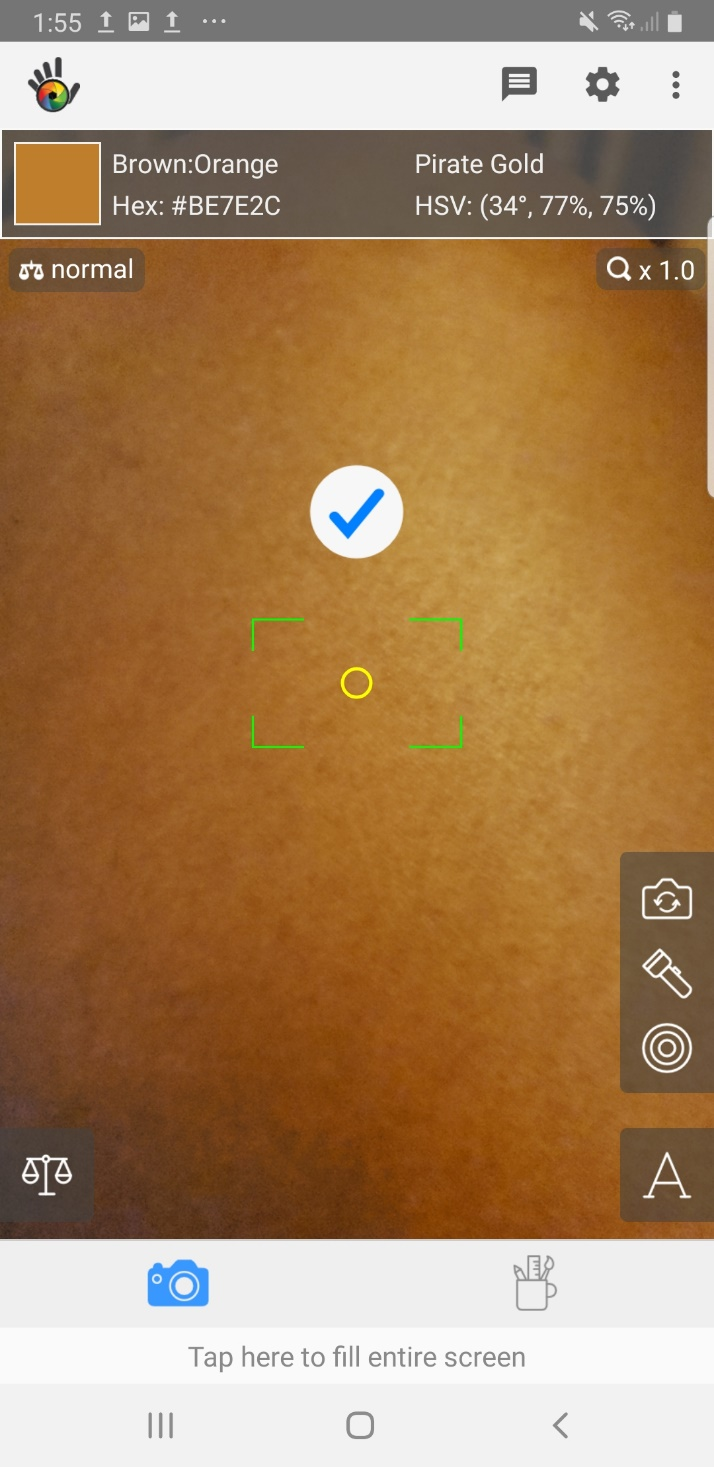 1:55
Brown:Orange
Pirate Gold
Hex: #BE7E2C
HSV: (34°, 77%, 75%)
normal
x 1.0
A
Tap here to fill entire screen